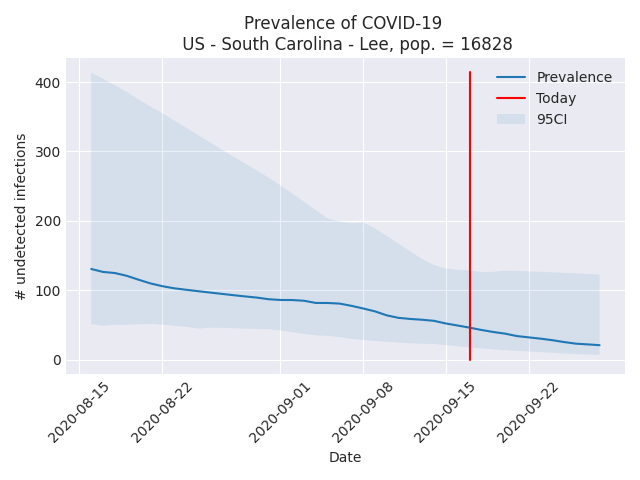 Prevalence of COVID-19
US - South Carolina - Lee, pop. = 16828
# undetected infections
400
300
200
100
0
Prevalence
Today
95CI
2020-08-15
2020-08-22
2020-09-01
2020-09-08
2020-09-15
2020-09-22
Date